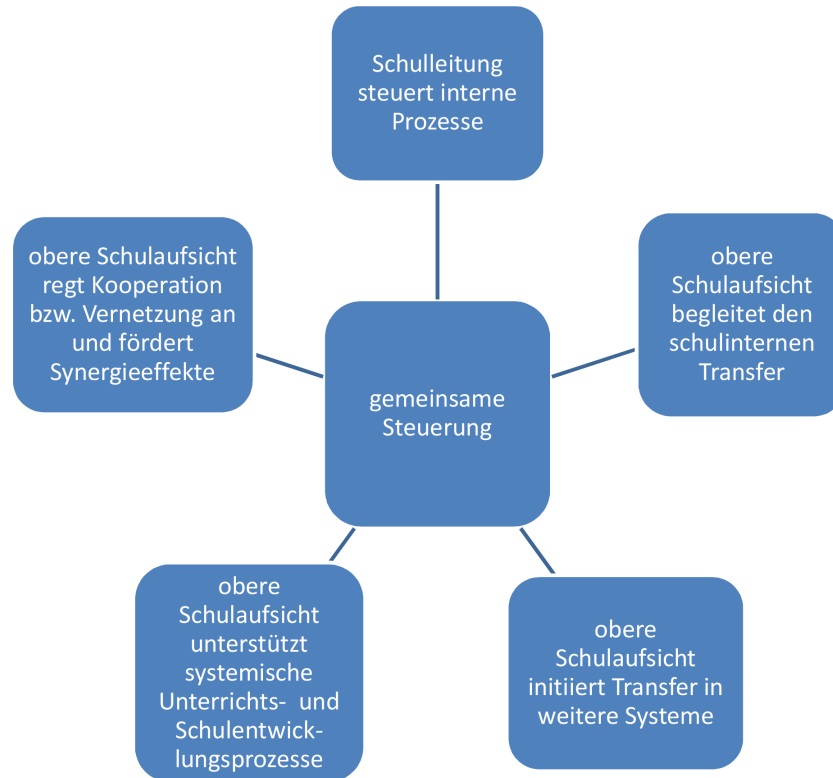 Schulleitung
steuert interne
Prozesse
obere Schulaufsicht
regt Kooperation
bzw. Vernetzung an
und fördert
Synergieeffekte
obere
Schulaufsicht
begleitet den
schulinternen
Transfer
gemeinsame
Steuerung
obere
Schulaufsicht
unterstützt
systemische
Unterrichts- und
Schulentwick-
lungsprozesse
obere
Schulaufsicht
initiiert Transfer in
weitere Systeme